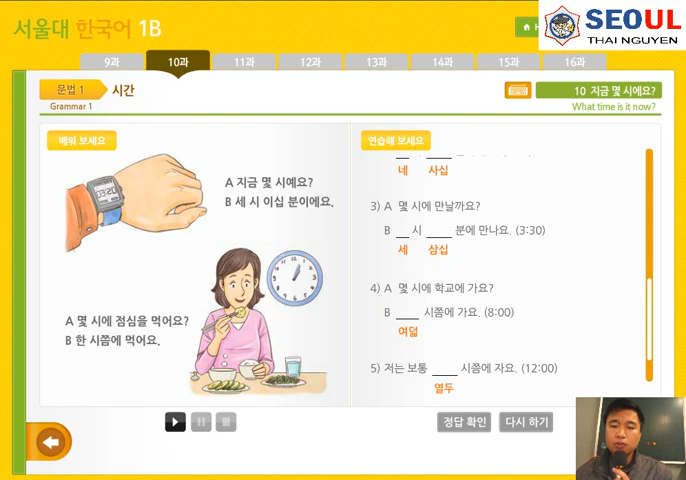 서울대 한국어 1B
SEOUL
THAI NGUYEN
9과 10과 11과 12과 13과 14과 15과 16과
문법 1 시간
Grammar 1
10 지금 몇 시에요?
What time is it now?
배워 보세요
03:20
A 지금 몇 시예요?
B 세 시 이십 분이에요.
A 몇 시에 점심을 먹어요?
B 한 시쯤에 먹어요.
연습해 보세요
네 사십
3) A 몇 시에 만날까요?
B __ 시 ____ 분에 만나요. (3:30)
세 삼십
4) A 몇 시에 학교에 가요?
B ____ 시쯤에 가요. (8:00)
여덟
5) 저는 보통 ____ 시쯤에 자요. (12:00)
열두
정답 확인 다시 하기